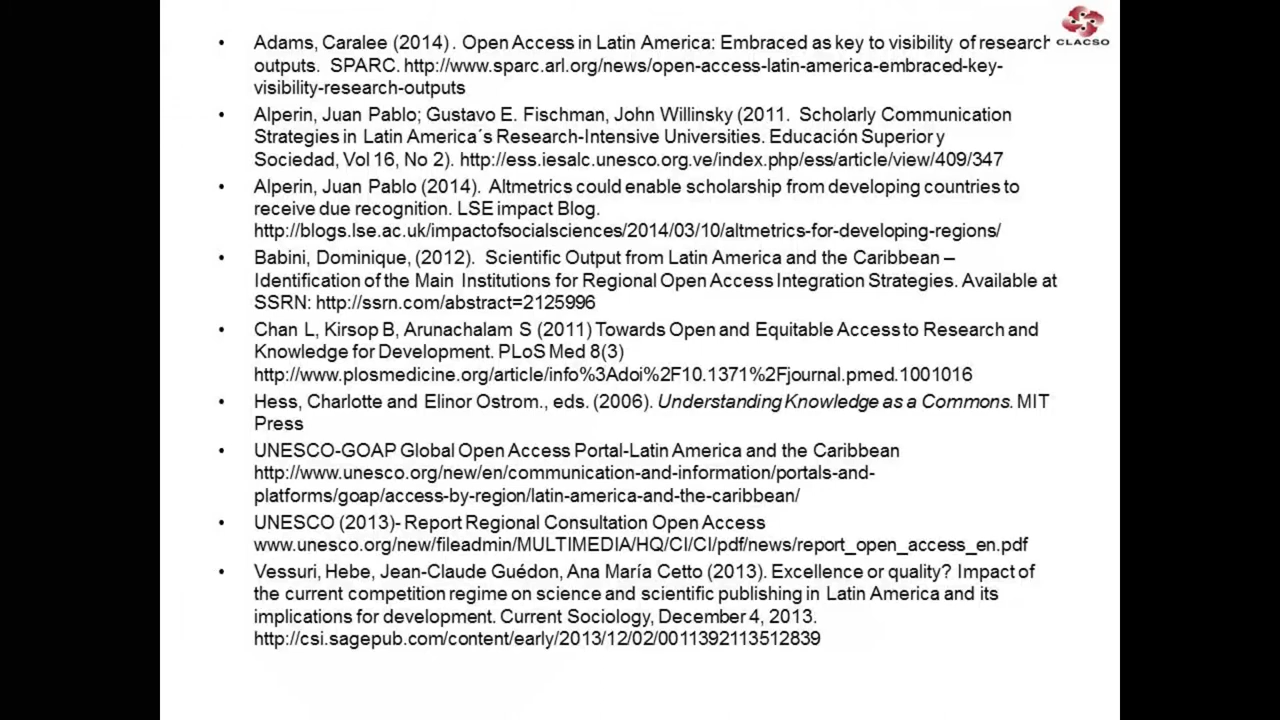 CLACSO
• Adams, Caralee (2014). Open Access in Latin America: Embraced as key to visibility of research
outputs. SPARC. http://www.sparc.arl.org/news/open-access-latin-america-embraced-key-
visibility-research-outputs
• Alperin, Juan Pablo; Gustavo E. Fischman, John Willinsky (2011. Scholarly Communication
Strategies in Latin America´s Research-Intensive Universities. Educación Superior y
Sociedad, Vol 16, No 2). http://ess.iesalc.unesco.org.ve/index.php/ess/article/view/409/347
• Alperin, Juan Pablo (2014). Altmetrics could enable scholarship from developing countries to
receive due recognition. LSE impact Blog.
http://blogs.lse.ac.uk/impactofsocialsciences/2014/03/10/altmetrics-for-developing-regions/
• Babini, Dominique, (2012). Scientific Output from Latin America and the Caribbean –
Identification of the Main Institutions for Regional Open Access Integration Strategies. Available at
SSRN: http://ssrn.com/abstract=2125996
• Chan L, Kirsop B, Arunachalam S (2011) Towards Open and Equitable Access to Research and
Knowledge for Development. PLoS Med 8(3)
http://www.plosmedicine.org/article/info%3Adoi%2F10.1371%2Fjournal.pmed.1001016
• Hess, Charlotte and Elinor Ostrom., eds. (2006). Understanding Knowledge as a Commons. MIT
Press
• UNESCO-GOAP Global Open Access Portal-Latin America and the Caribbean
http://www.unesco.org/new/en/communication-and-information/portals-and-
platforms/goap/access-by-region/latin-america-and-the-caribbean/
• UNESCO (2013)- Report Regional Consultation Open Access
www.unesco.org/new/fileadmin/MULTIMEDIA/HQ/CI/CI/pdf/news/report_open_access_en.pdf
• Vessuri, Hebe, Jean-Claude Guédon, Ana María Cetto (2013). Excellence or quality? Impact of
the current competition regime on science and scientific publishing in Latin America and its
implications for development. Current Sociology, December 4, 2013.
http://csi.sagepub.com/content/early/2013/12/02/0011392113512839